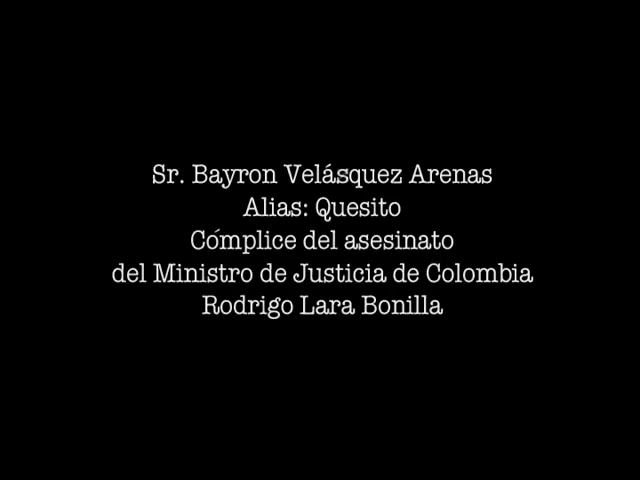 Sr. Bayron Velásquez Arenas
Alias: Quesito
Cómplice del asesinato
del Ministro de Justicia de Colombia
Rodrigo Lara Bonilla